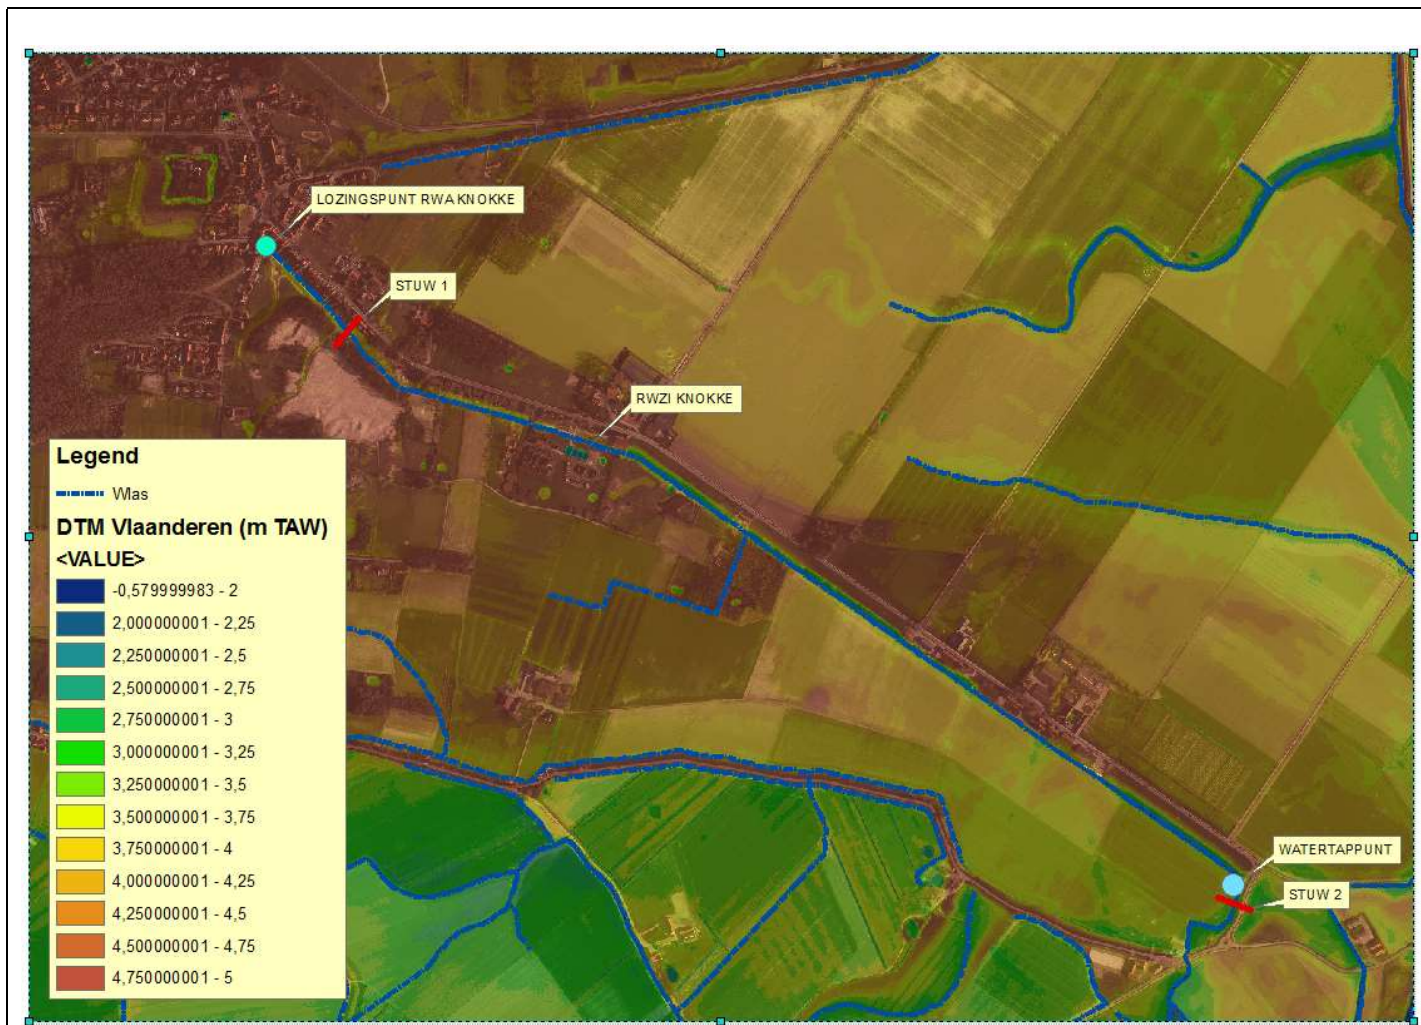 LOZINGSPUNT RWA KNOKKE
STUW 1
RWZI KNOKKE
Legend
Wlas
DTM Vlaanderen (m TAW)
<VALUE>
-0,579999983 - 2
2,000000001 - 2,25
2,250000001 - 2,5
2,500000001 - 2,75
2,750000001 - 3
3,000000001 - 3,25
3,250000001 - 3,5
3,500000001 - 3,75
3,750000001 - 4
4,000000001 - 4,25
4,250000001 - 4,5
4,500000001 - 4,75
4,750000001 - 5
WATERTAPPUNT
STUW 2